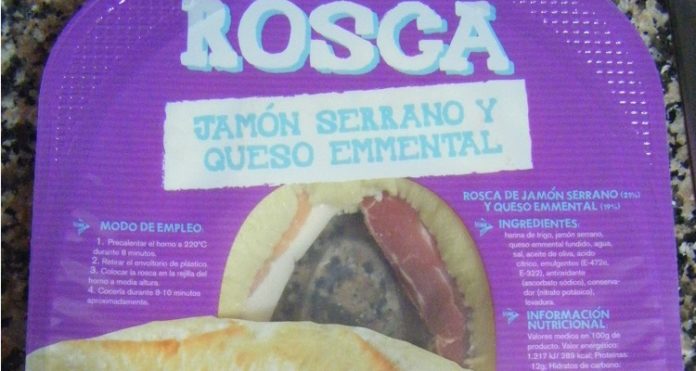 ROSCA
JAMÓN SERRANO Y
QUESO EMMENTAL
MODO DE EMPLEO:
1. Precalentar el horno a 220ºC
durante 8 minutos.
2. Retirar el envoltorio de plástico.
3. Colocar la rosca en la rejilla del
horno a media altura.
4. Cocerla durante 8-10 minutos
aproximadamente.
ROSCA DE JAMÓN SERRANO (21%)
Y QUESO EMMENTAL (19%)
INGREDIENTES:
harina de trigo, jamón serrano,
queso emmental fundido, agua,
sal, aceite de oliva, ácido
cítrico, emulgentes (E-472e,
E-322), antioxidante
(ascorbato sódico), conserva-
dor (nitrato potásico),
levadura.
INFORMACIÓN
NUTRICIONAL:
Valores medios en 100g de
producto. Valor energético:
1.217 kJ/ 389 kcal; Proteínas:
12g, Hidratos de carbono: